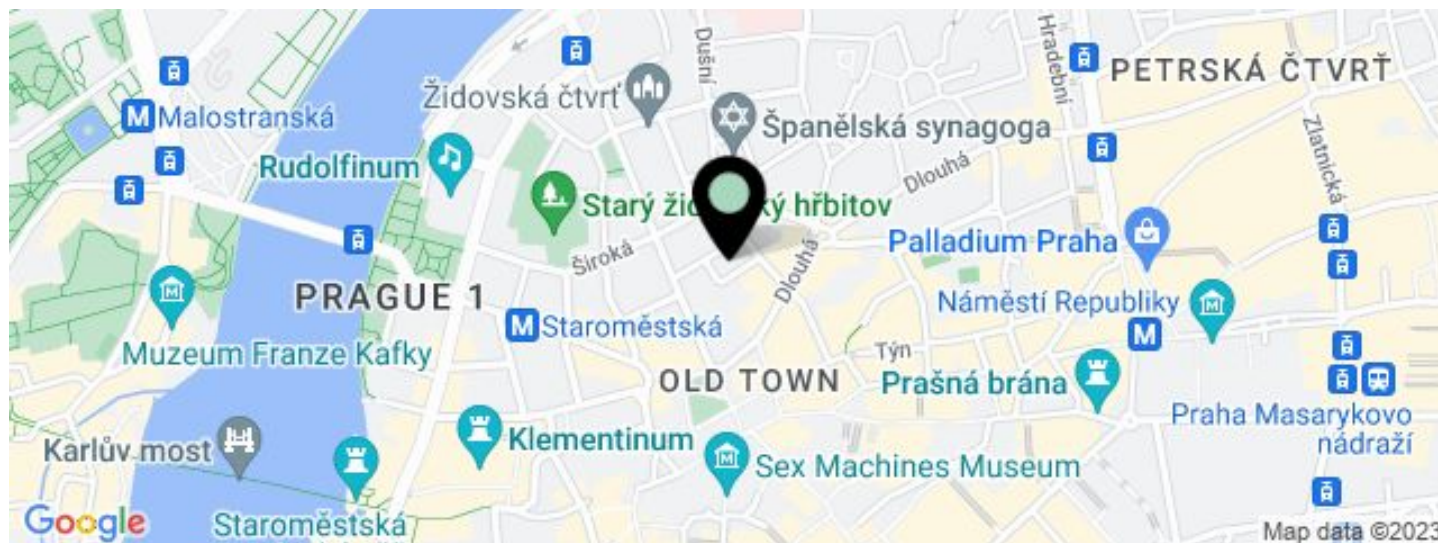 Dušní
Hradební
PETRSKÁ ČTVRŤ
Židovská čtvrť
M Malostranská
Španělská synagoga
Zlatnická
Rudolfinum
Dlouhá
Starý žid
ký hřbitov
Palladium Praha
Široká
Dlouhá
PRAGUE 1
Náměstí Republiky
M Staroměstská
M
Muzeum Franze Kafky
Týn
OLD TOWN
Prašná brána
Praha Masarykovo
nádraží
Karlův most
Klementinum
Sex Machines Museum
Google
Staroměstská
Map data ©2023